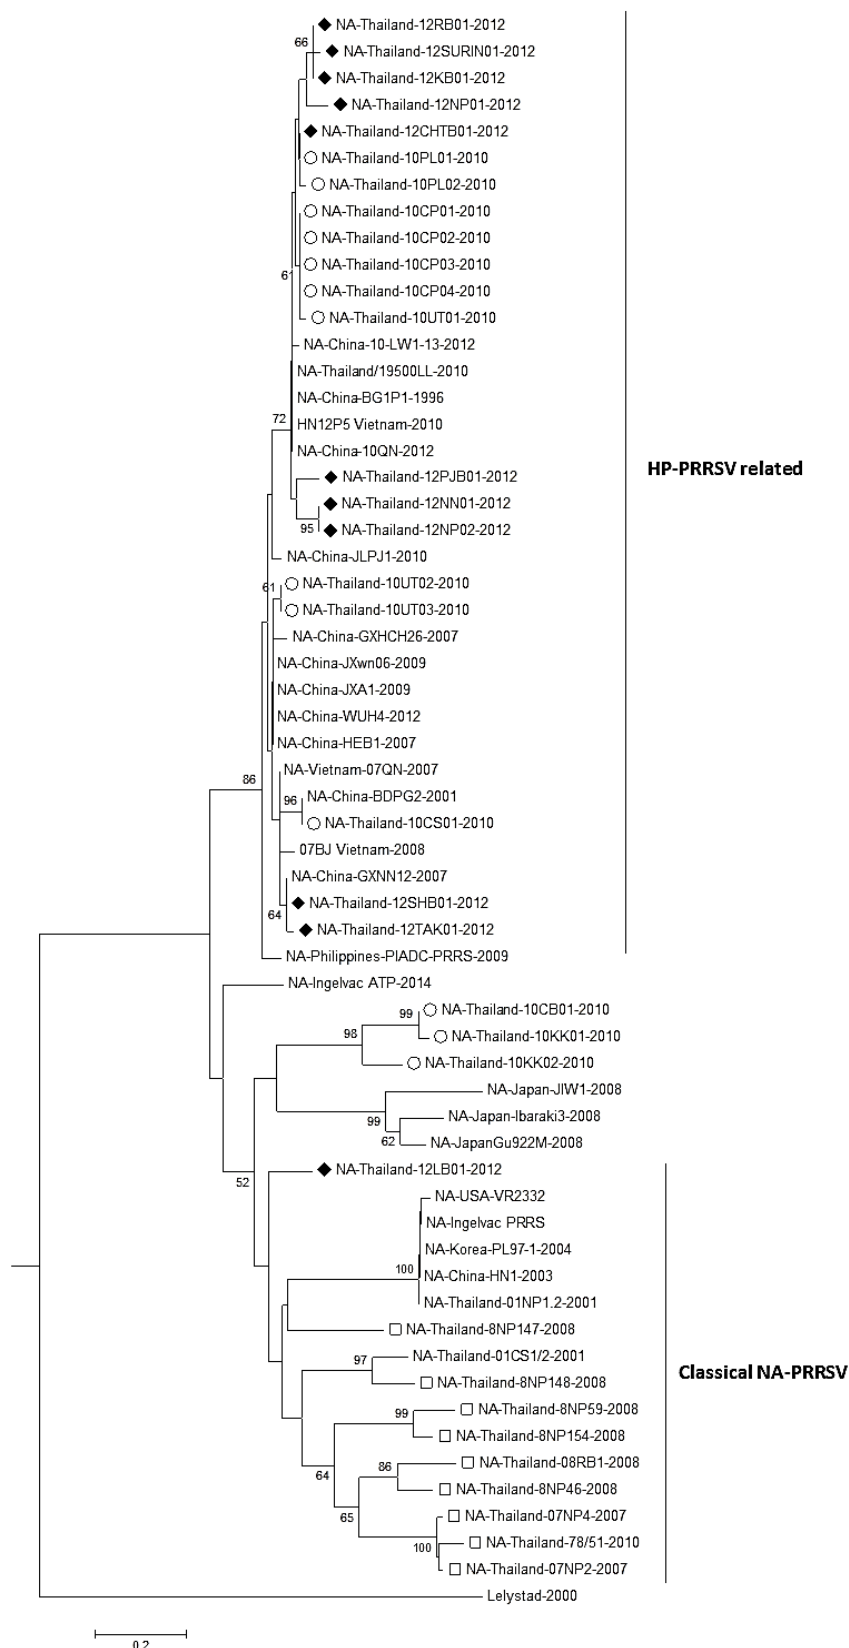 NA-Thailand-12RB01-2012
66
NA-Thailand-12SURIN01-2012
NA-Thailand-12KB01-2012
NA-Thailand-12NP01-2012
NA-Thailand-12CHTB01-2012
NA-Thailand-10PL01-2010
NA-Thailand-10PL02-2010
NA-Thailand-10CP01-2010
NA-Thailand-10CP02-2010
NA-Thailand-10CP03-2010
61
NA-Thailand-10CP04-2010
NA-Thailand-10UT01-2010
NA-China-10-LW1-13-2012
NA-Thailand/19500LL-2010
NA-China-BG1P1-1996
72
HN12P5 Vietnam-2010
NA-China-10QN-2012
HP-PRRSV related
NA-Thailand-12PJB01-2012
NA-Thailand-12NN01-2012
95
NA-Thailand-12NP02-2012
NA-China-JLPJ1-2010
61
NA-Thailand-10UT02-2010
NA-Thailand-10UT03-2010
NA-China-GXHCH26-2007
NA-China-JXwn06-2009
NA-China-JXA1-2009
NA-China-WUH4-2012
NA-China-HEB1-2007
NA-Vietnam-07QN-2007
86
96
NA-China-BDPG2-2001
NA-Thailand-10CS01-2010
07BJ Vietnam-2008
NA-China-GXNN12-2007
NA-Thailand-12SHB01-2012
64
NA-Thailand-12TAK01-2012
NA-Philippines-PIADC-PRRS-2009
NA-Ingelvac ATP-2014
99
NA-Thailand-10CB01-2010
98
NA-Thailand-10KK01-2010
NA-Thailand-10KK02-2010
NA-Japan-JIW1-2008
99
NA-Japan-Ibaraki3-2008
62
NA-JapanGu922M-2008
52
NA-Thailand-12LB01-2012
NA-USA-VR2332
NA-Ingelvac PRRS
NA-Korea-PL97-1-2004
100
NA-China-HN1-2003
NA-Thailand-01NP1.2-2001
NA-Thailand-8NP147-2008
97
NA-Thailand-01CS1/2-2001
Classical NA-PRRSV
NA-Thailand-8NP148-2008
99
NA-Thailand-8NP59-2008
NA-Thailand-8NP154-2008
64
86
NA-Thailand-08RB1-2008
NA-Thailand-8NP46-2008
65
NA-Thailand-07NP4-2007
100
NA-Thailand-78/51-2010
NA-Thailand-07NP2-2007
Lelystad-2000
0.2